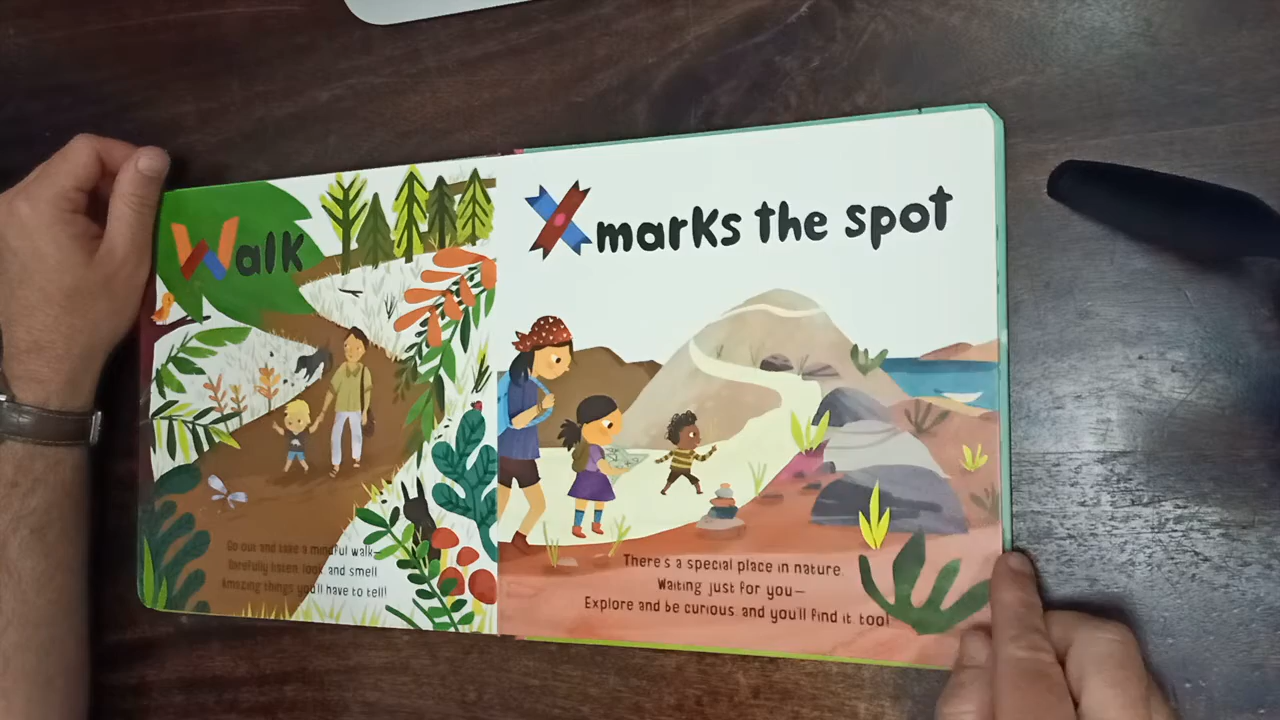 Walk
Go out and take a mindful walk—
Carefully listen, look, and smell.
Amazing things you'll have to tell!
X marks the spot
There's a special place in nature,
Waiting just for you—
Explore and be curious, and you'll find it, too!